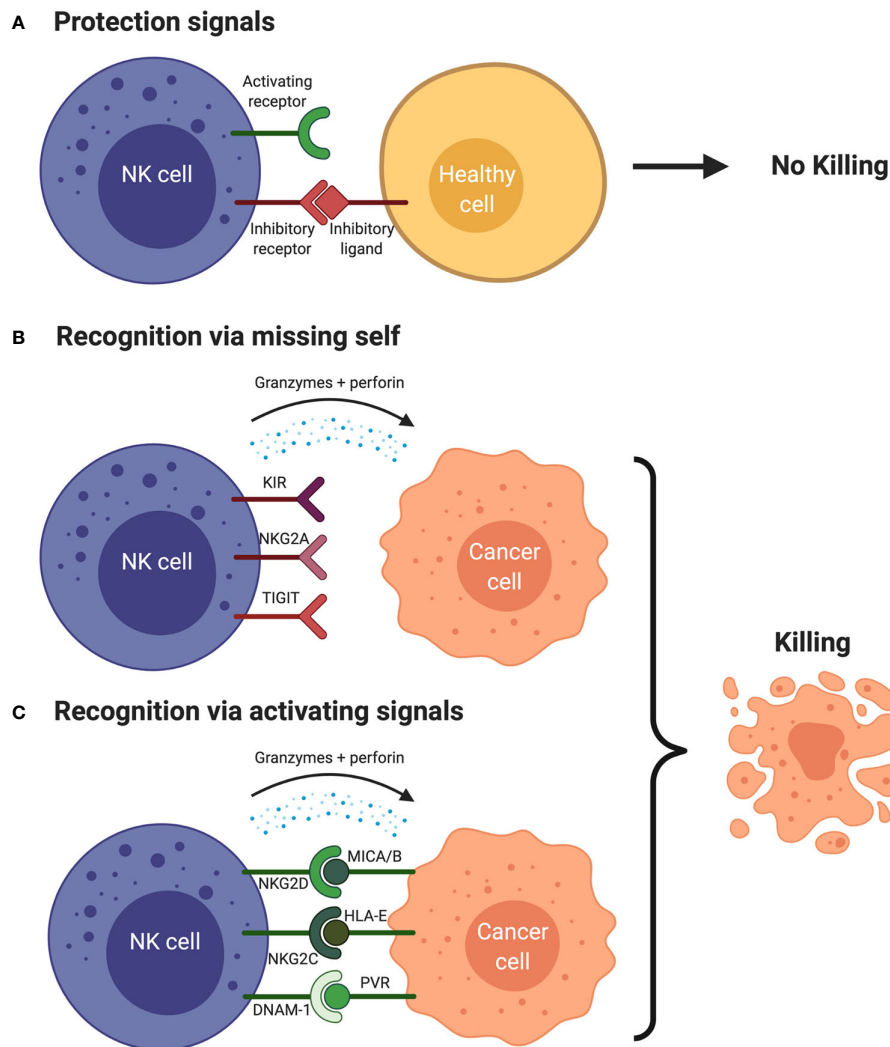 A Protection signals
Activating
receptor
NK cell
Healthy
cell
No Killing
Inhibitory
receptor
Inhibitory
ligand
B Recognition via missing self
Granzymes + perforin
KIR
NKG2A
NK cell
TIGIT
Cancer
cell
Killing
C Recognition via activating signals
Granzymes + perforin
MICA/B
NKG2D
HLA-E
NK cell
NKG2C
Cancer
cell
PVR
DNAM-1